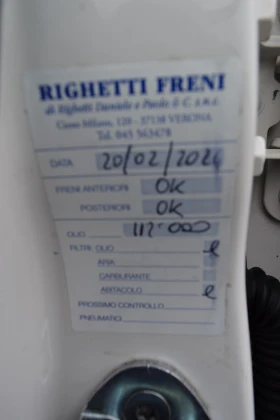 RIGHETTI FRENI
di Righetti Daniele e Paolo & C. s.n.c.
Corso Milano, 120 - 37138 VERONA
Tel. 045 563478
DATA 20/02/2024
FRENI ANTERIORI OK
POSTERIORI OK
OLIO 112.000
FILTRI: OLIO
ARIA
CARBURANTE
ABITACOLO
PROSSIMO CONTROLLO
PNEUMATICI